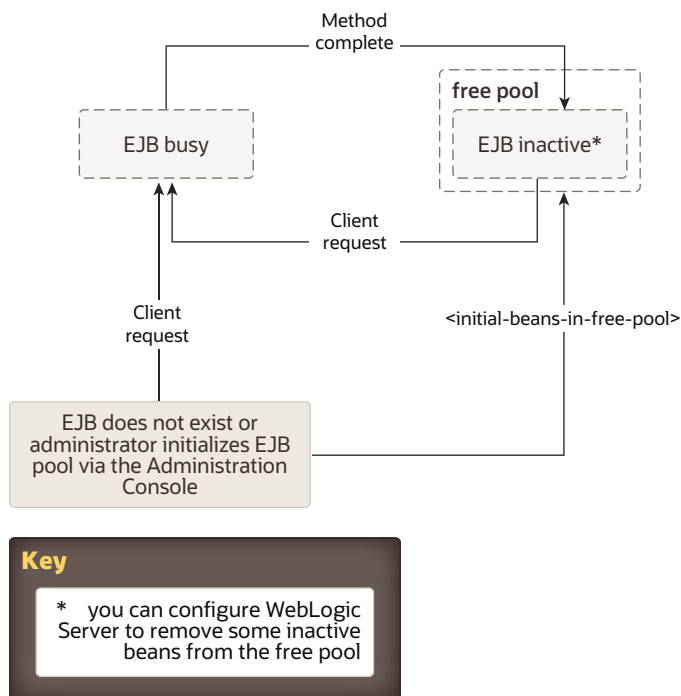 Method
complete
free pool
EJB busy
EJB inactive*
Client
request
Client
request
<initial-beans-in-free-pool>
EJB does not exist or
administrator initializes EJB
pool via the Administration
Console
Key
* you can configure WebLogic
Server to remove some inactive
beans from the free pool